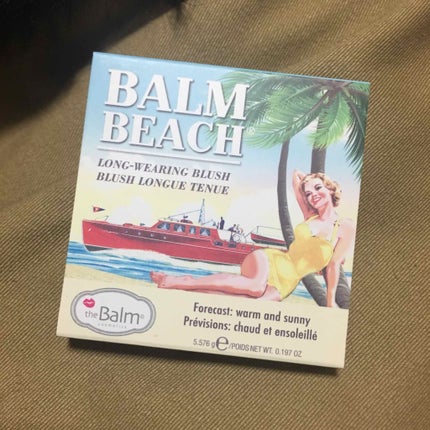 BALM
BEACH®
LONG-WEARING BLUSH
BLUSH LONGUE TENUE
Forecast: warm and sunny
Prévisions: chaud et ensoleillé
theBalm®
COSMETICS
5.576 g℮/POIDS NET WT. 0.197 OZ